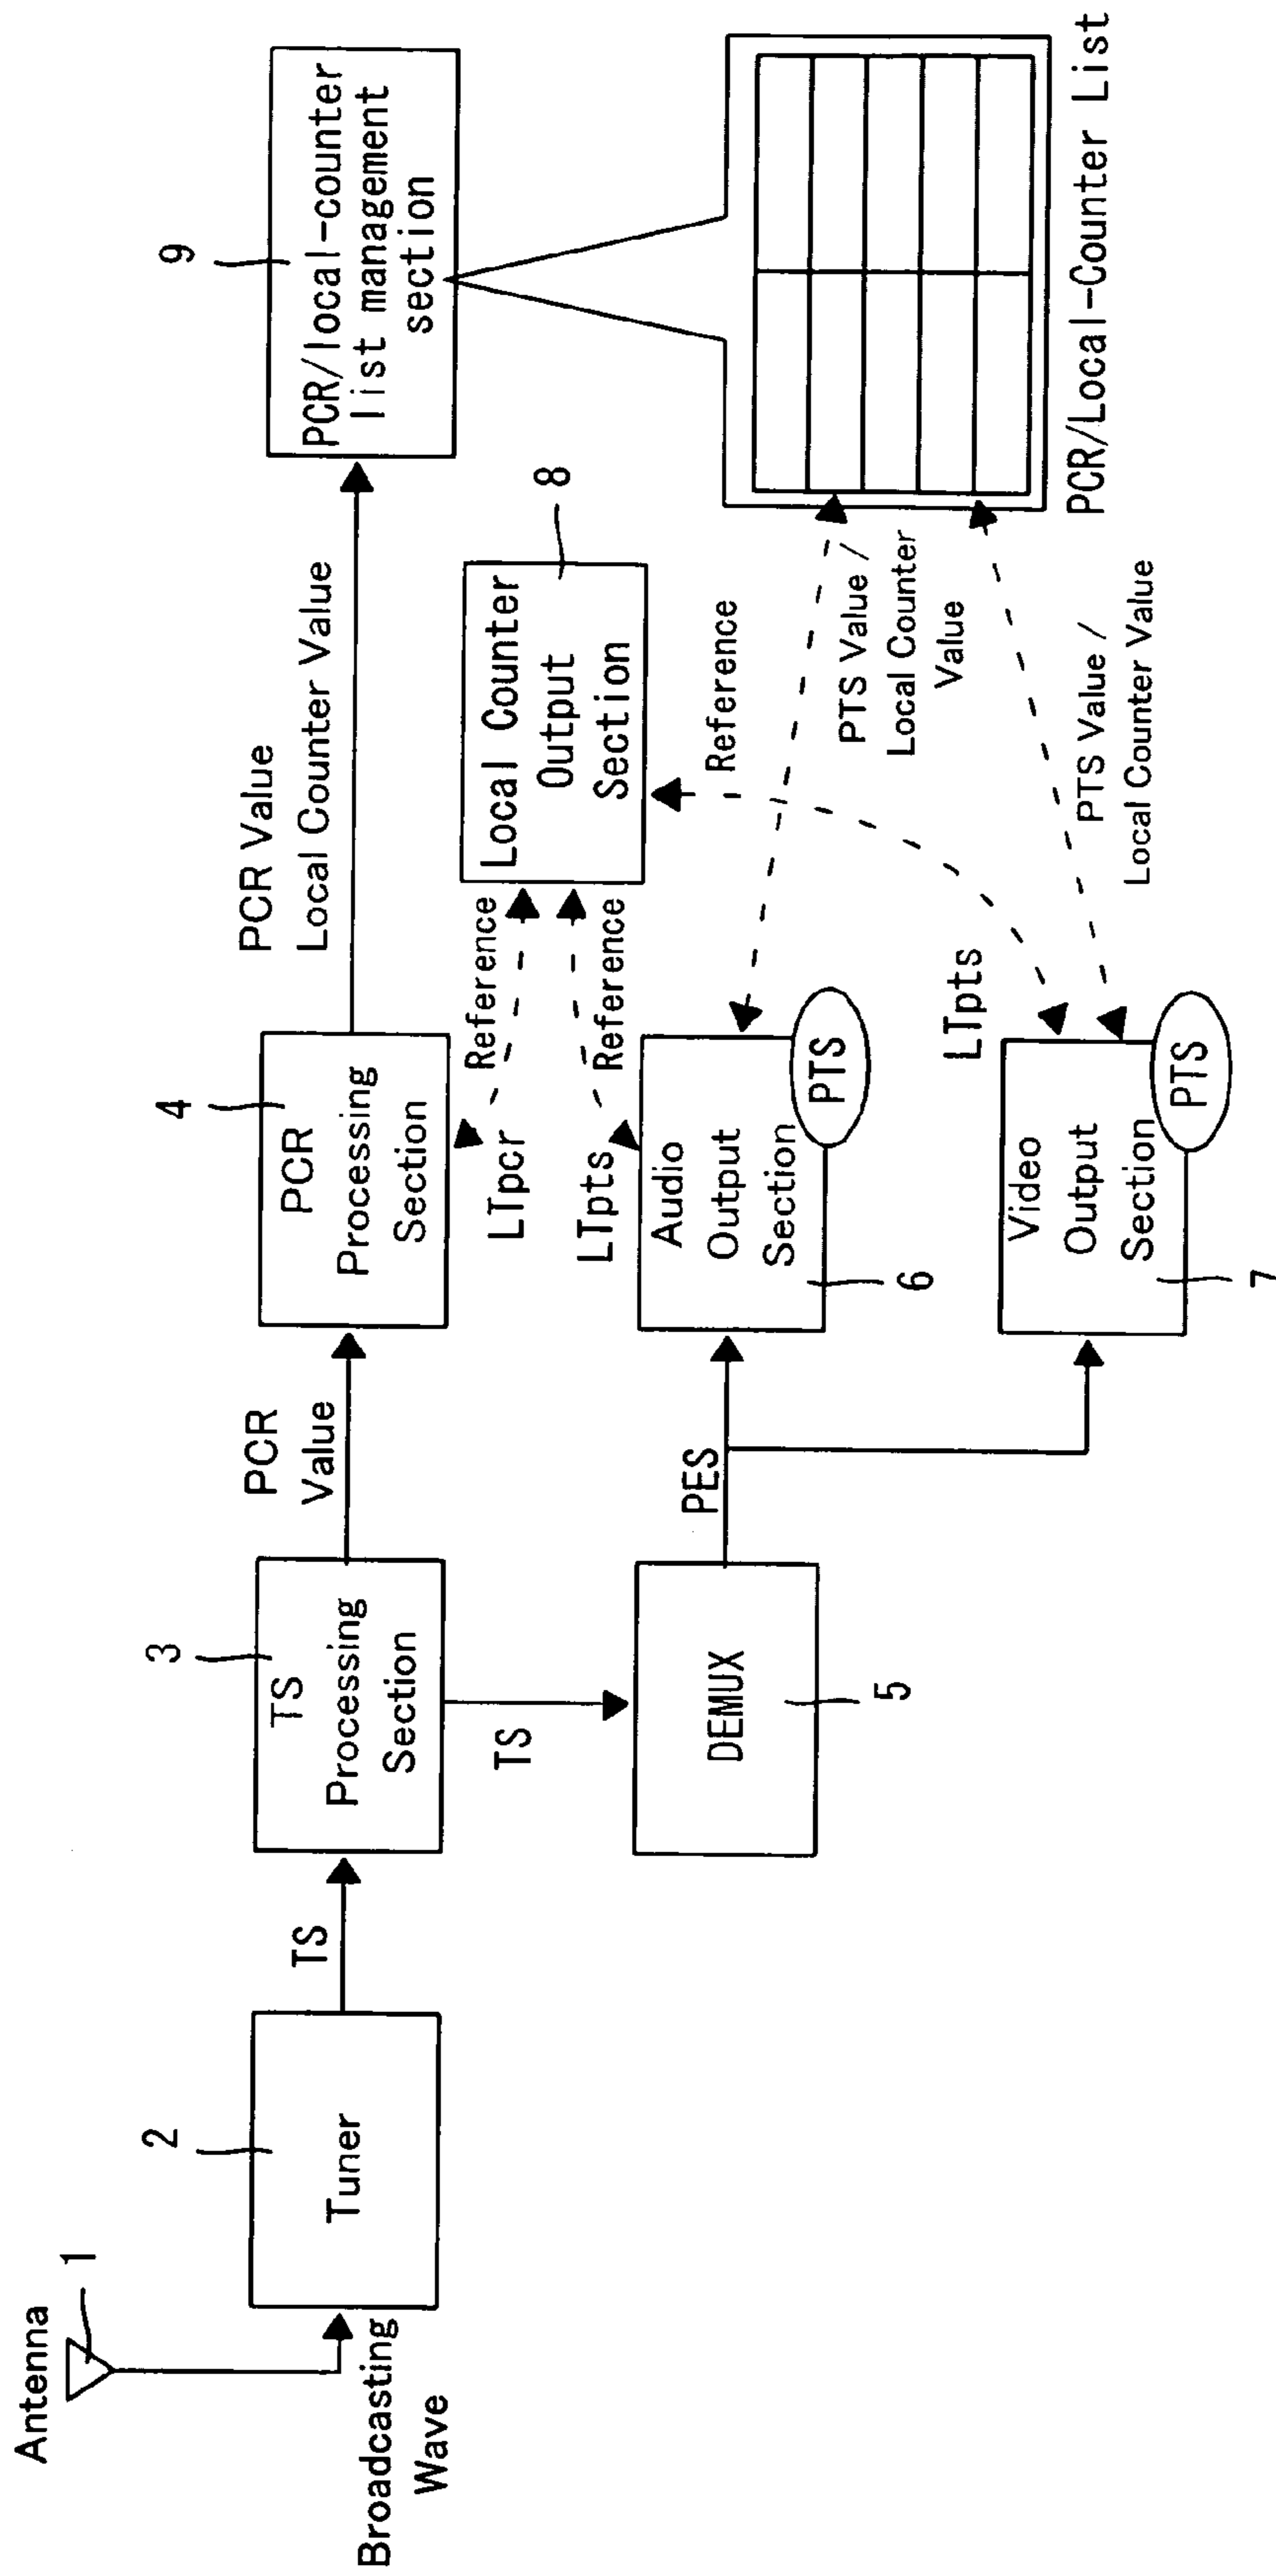 Antenna
1
Broadcasting
Wave
2
Tuner
TS
3
TS
Processing
Section
TS
PCR
Value
4
PCR
Processing
Section
PCR Value
Local Counter Value
9
PCR/local-counter
list management
section
5
DEMUX
PES
LTpcr
Reference
LTpts
Reference
8
Local Counter
Output
Section
Reference
Audio
Output
Section
PTS
6
LTpts
Video
Output
Section
PTS
7
PTS Value /
Local Counter
Value
PTS Value /
Local Counter Value
PCR/Local-Counter List